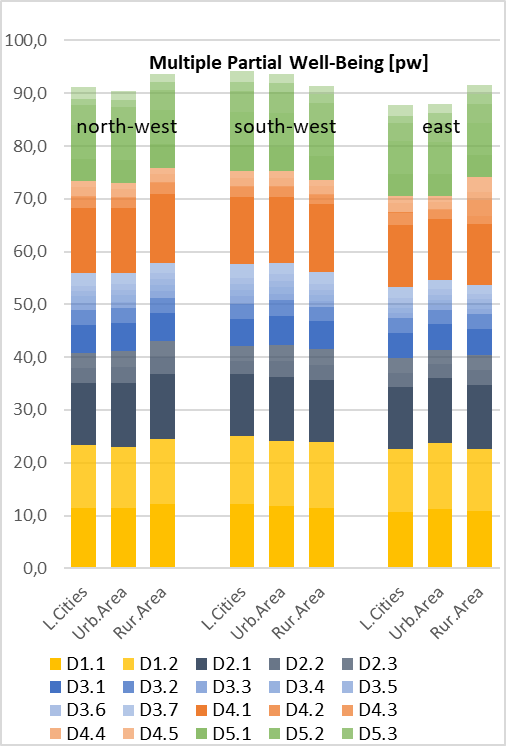 100,0
Multiple Partial Well-Being [pw]
90,0
north-west south-west east
80,0
70,0
60,0
50,0
40,0
30,0
20,0
10,0
0,0
L.Cities Urb.Area Rur.Area L.Cities Urb.Area Rur.Area L.Cities Urb.Area Rur.Area
D1.1 D1.2 D2.1 D2.2 D2.3
D3.1 D3.2 D3.3 D3.4 D3.5
D3.6 D3.7 D4.1 D4.2 D4.3
D4.4 D4.5 D5.1 D5.2 D5.3